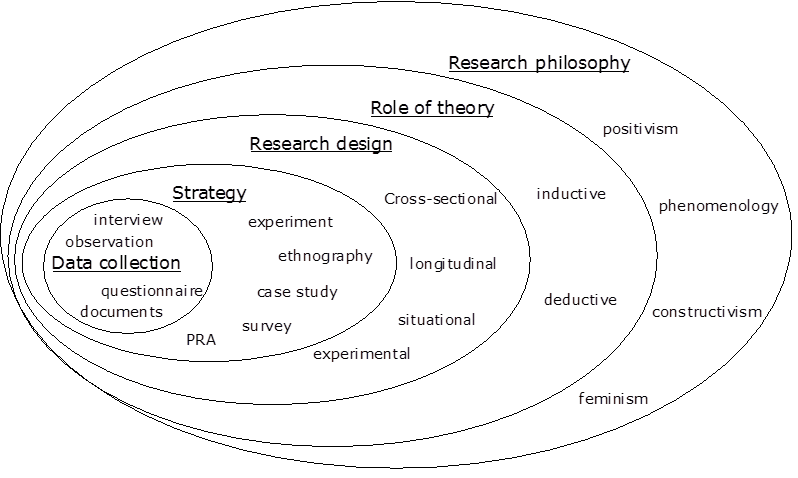 Research philosophy
Role of theory
positivism
Research design
Strategy
Cross-sectional
inductive
phenomenology
interview
experiment
observation
ethnography
Data collection
longitudinal
questionnaire
case study
deductive
documents
constructivism
survey
situational
PRA
experimental
feminism